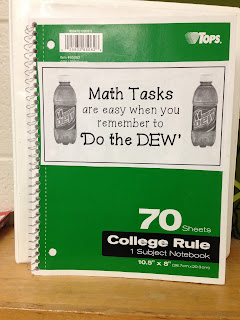 TOPS
Math Tasks
are easy when you
remember to
'Do the DEW'
70 Sheets
College Rule
1 Subject Notebook